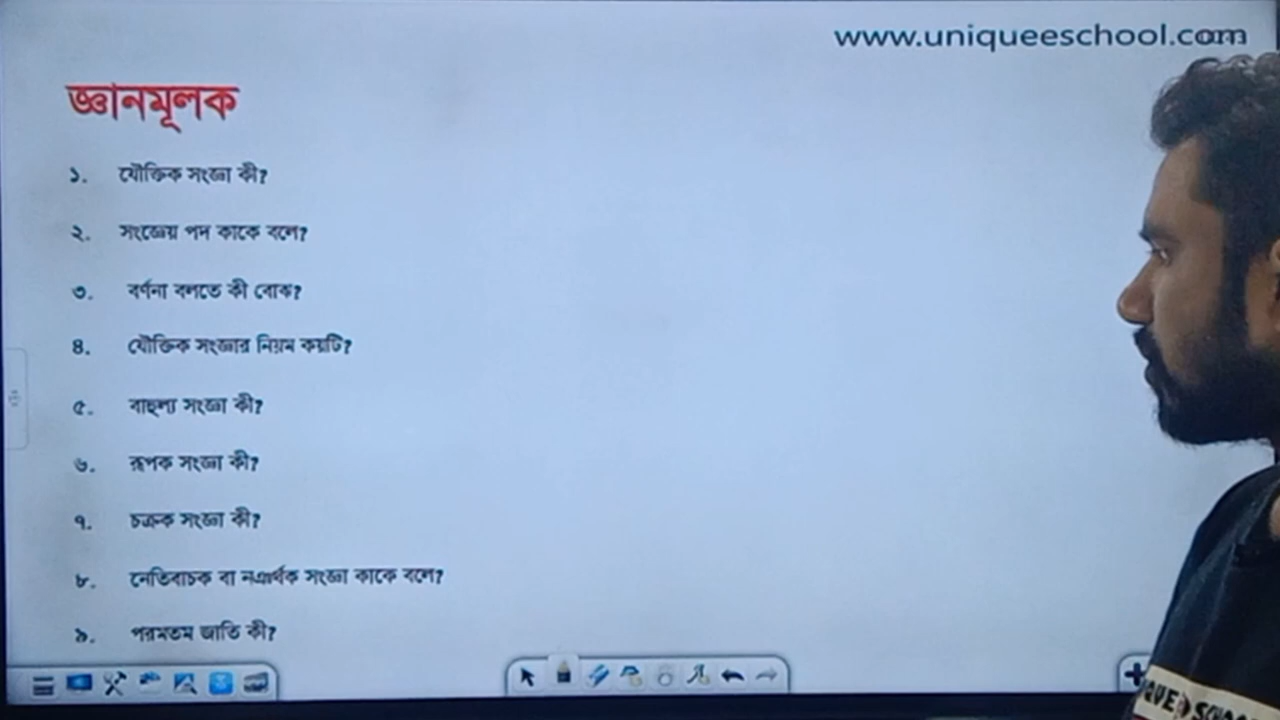 www.uniqueeschool.com
জ্ঞানমূলক
১. যৌক্তিক সংজ্ঞা কী?
২. সংজ্ঞেয় পদ কাকে বলে?
৩. বর্ণনা বলতে কী বোঝ?
৪. যৌক্তিক সংজ্ঞার নিয়ম কয়টি?
৫. বাহুল্য সংজ্ঞা কী?
৬. রূপক সংজ্ঞা কী?
৭. চক্রক সংজ্ঞা কী?
৮. নেতিবাচক বা নঞর্থক সংজ্ঞা কাকে বলে?
৯. পরমতম জাতি কী?